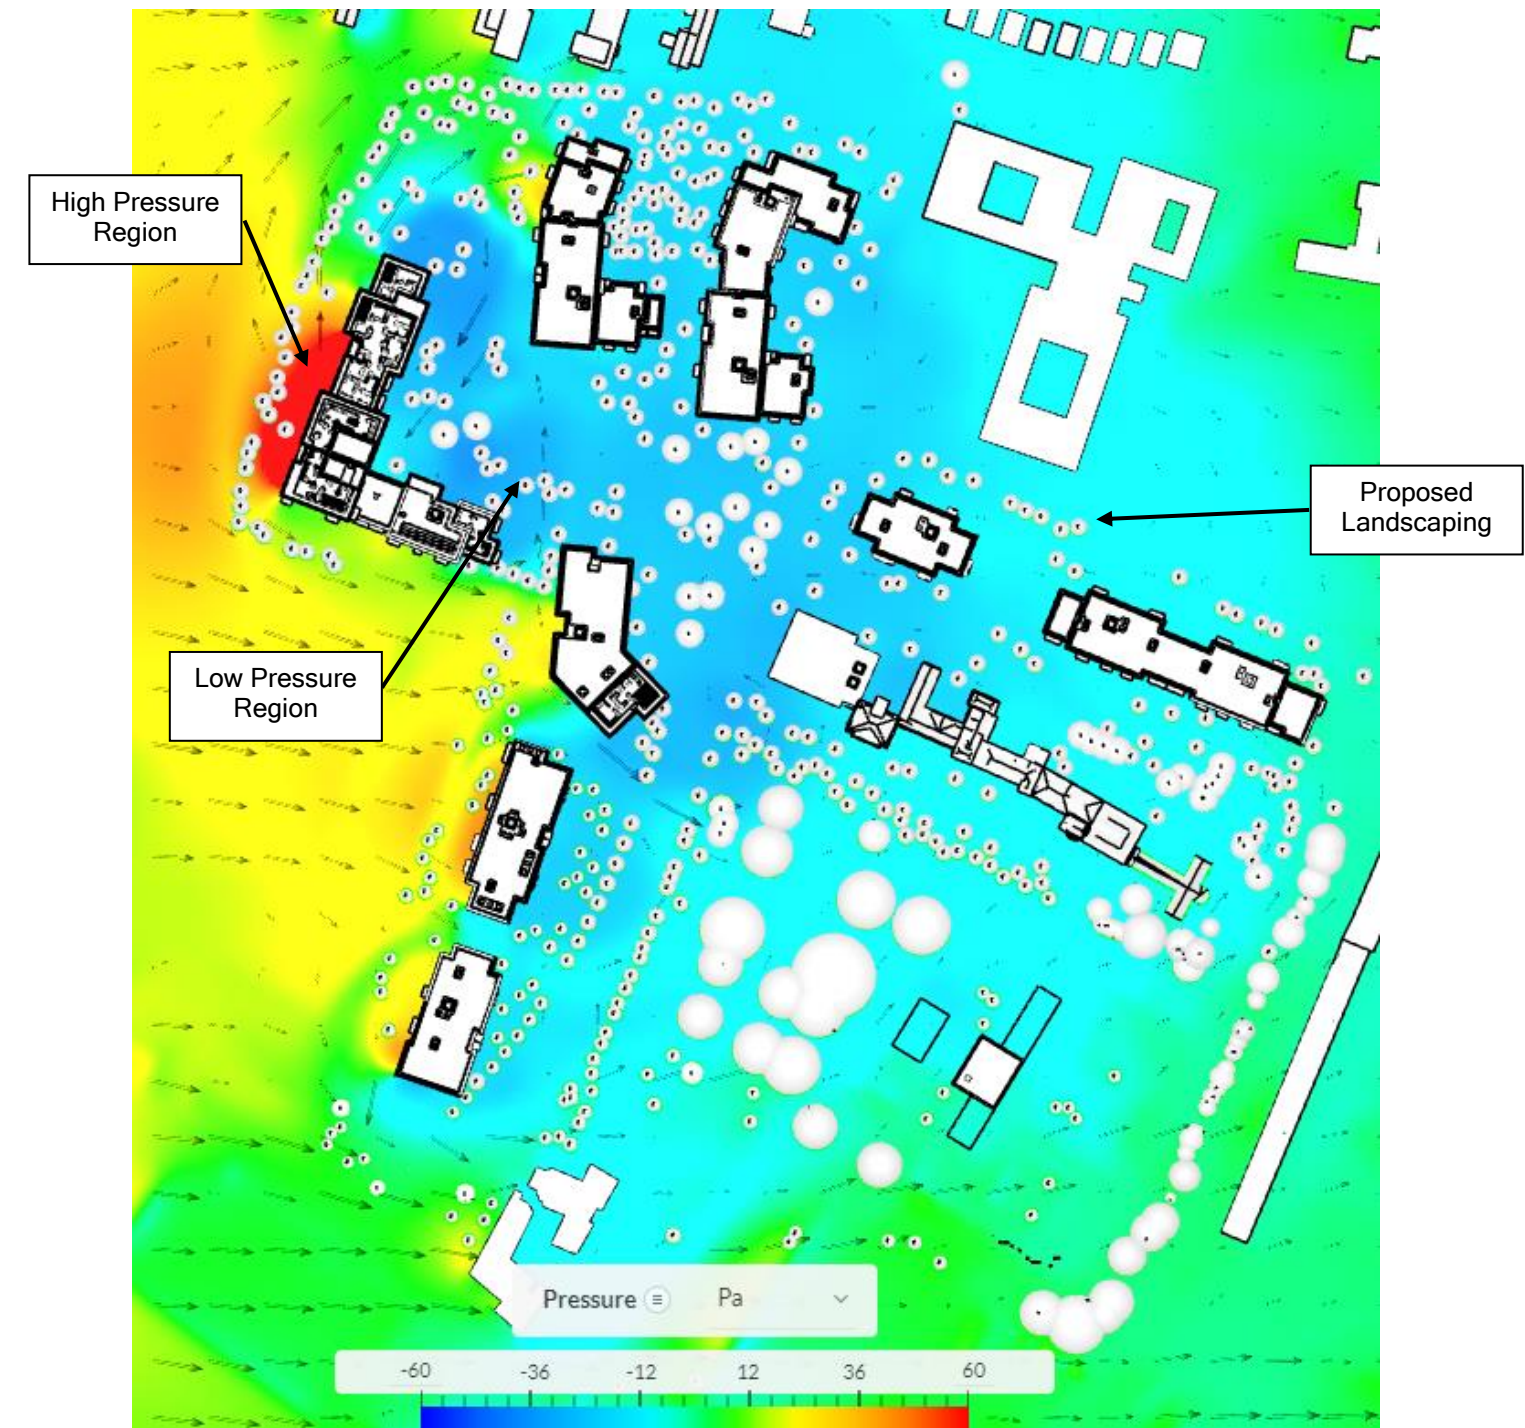 High Pressure
Region
Proposed
Landscaping
Low Pressure
Region
Pressure Pa
-60 -36 -12 12 36 60